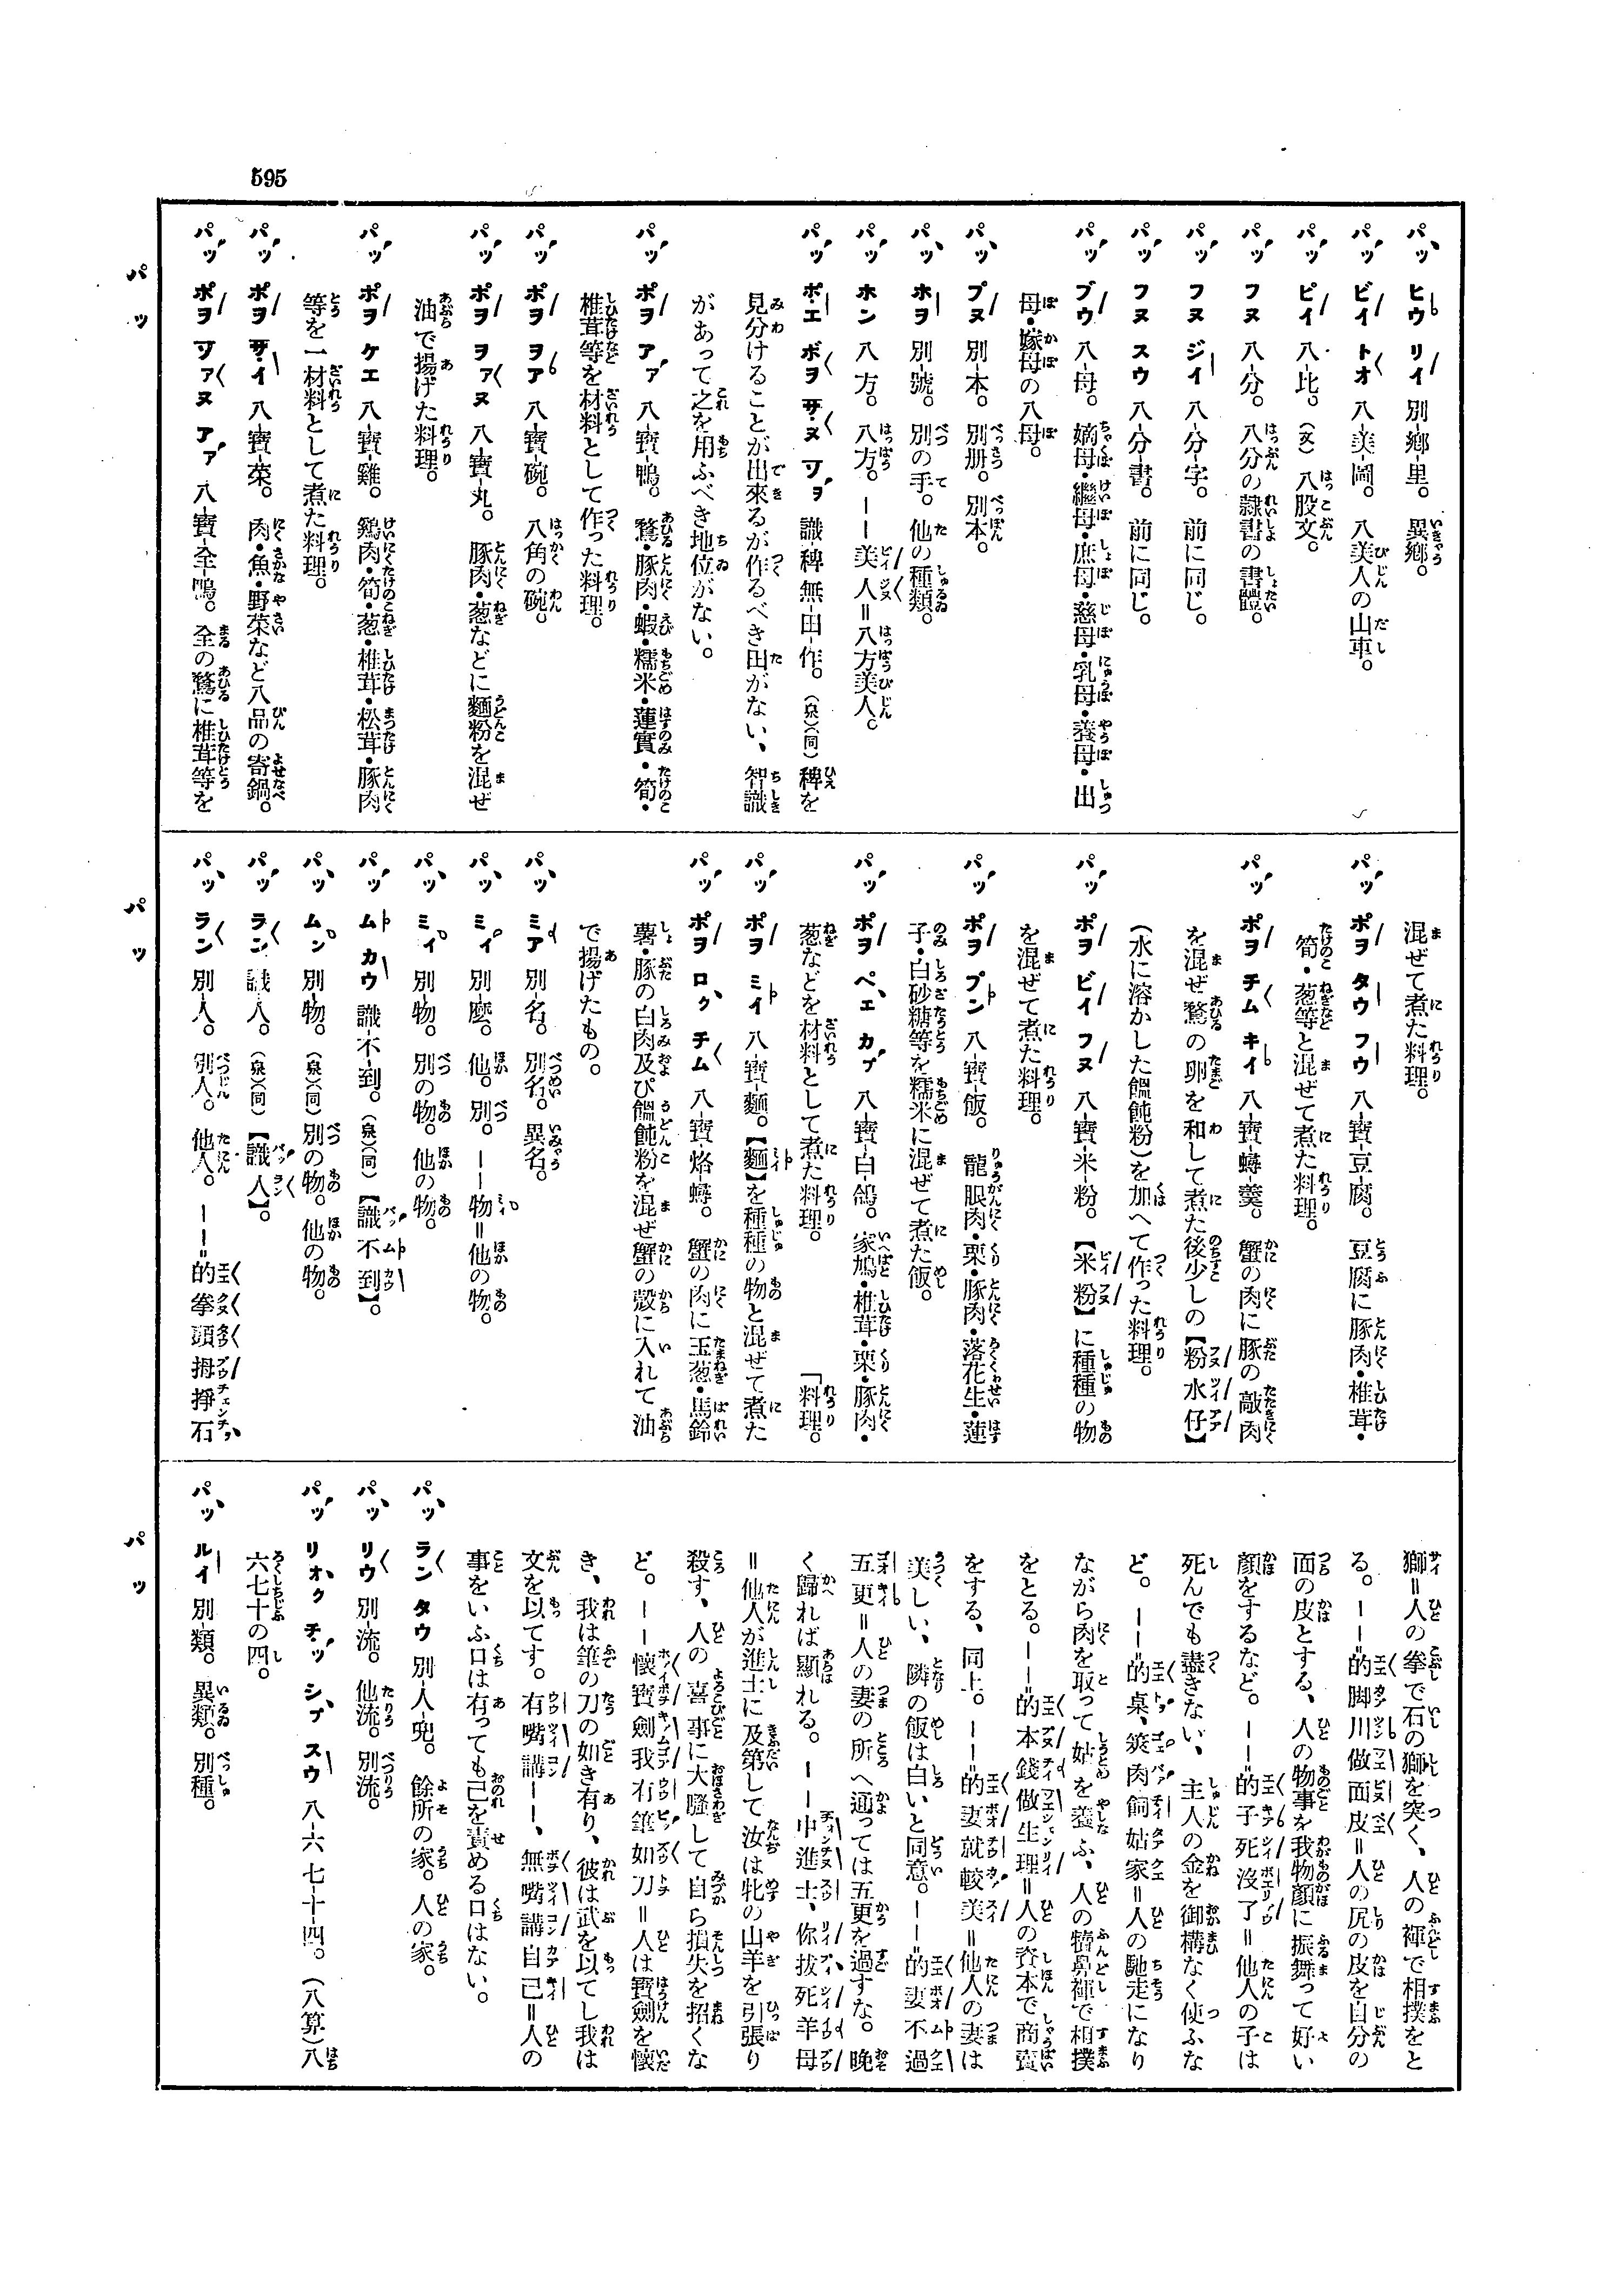 595
パッ ヒウ リイ 別-鄕-里。 異鄕。
パッ ビイ トオ 八-美-圖。 八美人の山車。
パッ ピイ 八-比。 (文) 八股文。
パッ フヌ 八-分。 八分の隷書の書體。
パッ フヌ ジイ 八-分-字。 前に同じ。
パッ フヌ スウ 八-分-書。 前に同じ。
パッ ブウ 八-母。 嫡母・繼母・庶母・慈母・乳母・養母・出
母・嫁母の八母。
パッ プヌ 別-本。 別册。 別本。
パッ ホヲ 別-號。 別の手。 他の種類。
パッ ホン 八-方。 八方。 ——美人=八方美人。
パッ ポエ ボヲ サヌ ツォ 識-稗-無-田-作。 (泉)(同) 稗を
見分けることが出來るが作るべき田がない、 智識
があって之を用ふべき地位がない。
パッ ポヲ アァ 八-寶-鴨。 鶩・豚肉・蝦・糯米・蓮實・筍・
椎茸等を材料として作った料理。
パッ ポヲ ヲア 八-寶-碗。 八角の碗。
パッ ポヲ ヲァヌ 八-寶-丸。 豚肉・葱などに麵粉を混ぜ
油で揚げた料理。
パッ ポヲ ケエ 八-寶-雞。 鷄肉・筍・葱・椎茸・松茸・豚肉
等を一材料として煮た料理。
パッ ポヲ サイ 八-寶-菜。 肉・魚・野菜など八品の寄鍋。
パッ ポヲ ツァヌ アァ 八-寶-全-鴨。 全の鶩に椎茸等を
パ ッ
混ぜて煮た料理。
パッ ポヲ タウ フウ 八-寶-豆-腐。 豆腐に豚肉・椎茸・
筍・葱等と混ぜて煮た料理。
パッ ポヲ チム キイ 八-寶-蟳-羹。 蟹の肉に豚の敲肉
を混ぜ鶩の卵を和して煮た後少しの【粉水仔】
(水に溶かした饂飩粉)を加へて作った料理。
パッ ポヲ ビイ フヌ 八-寶-米-粉。 【米粉】に種種の物
を混ぜて煮た料理。
パッ ポヲ プン 八-寶-飯。 龍眼肉・栗・豚肉・落花生・蓮
子・白砂糖等を糯米に混ぜて煮た飯。
パッ ポヲ ペエ カプ 八-寶-白-鴿。 家鳩・椎茸・栗・豚肉・
葱などを材料として煮た料理。
パッ ポヲ ミイ 八-寶-麵。【麵】を種種の物と混ぜて煮た
「料理。
パッ ポヲ ロク チム 八-寶-烙-蟳。 蟹の肉に玉葱・馬鈴
薯・豚の白肉及び饂飩粉を混ぜ蟹の殼に入れて油
で揚げたもの。
パッ ミア 別-名。 別名。異名。
パッ ミィ 別-麼。 他。別。 ——物=他の物。
パッ ミィ 別-物。 別の物。 他の物。
パッ ム カウ 識-不-到。 (泉)(同) 【識不到】。
パッ ムン 別-物。 (泉)(同) 別の物。 他の物。
パッ ラン 識-人。 (泉)(同) 【識人】。
パッ ラン 別-人。 別人。 他人。 ——=的拳頭拇掙石
パ ッ
獅=人の拳で石の獅を突く、人の褌で相撲をと
る。——=的脚川做面皮=人の尻の皮を自分の
面の皮とする、人の物事を我物顏に振舞って好い
顏をするなど。——=的子死沒了=他人の子は
死んでも盡きない、主人の金を御構なく使ふな
ど。——=的桌、筴肉飼姑家=人の馳走になり
ながら肉を取って姑を養ふ、人の犢鼻褌で相撲
をとる。——=的本錢做生理=人の資本で商賣
をする、同上。——=的妻就較美=他人の妻は
美しい、隣の飯は白いと同意。——=的妻不過
五更=人の妻の所へ通っては五更を過すな。晩
く歸れば顯れる。——中進士、你拔死羊母
=他人が進士に及第して汝は牝の山羊を引張り
殺す、人の喜事に大騷して自ら損失を招くな
ど。——懷寶劍我有筆如刀=人は寶劍を懷
き、我は筆の刀の如き有り、彼は武を以てし我は
文を以てす。有嘴講——、無嘴講自己=人の
事をいふ口は有っても己を責める口はない。
パッ ラン タウ 別-人-兜。 餘所の家。人の家。
パッ リウ 別-流。 他流。 別流。
パッ リオク チァッ シプ スウ 八-六-七-十-四。 (八算)八
六七十の四。
パッ ルイ 別-類。 異類。 別種。
パ ッ